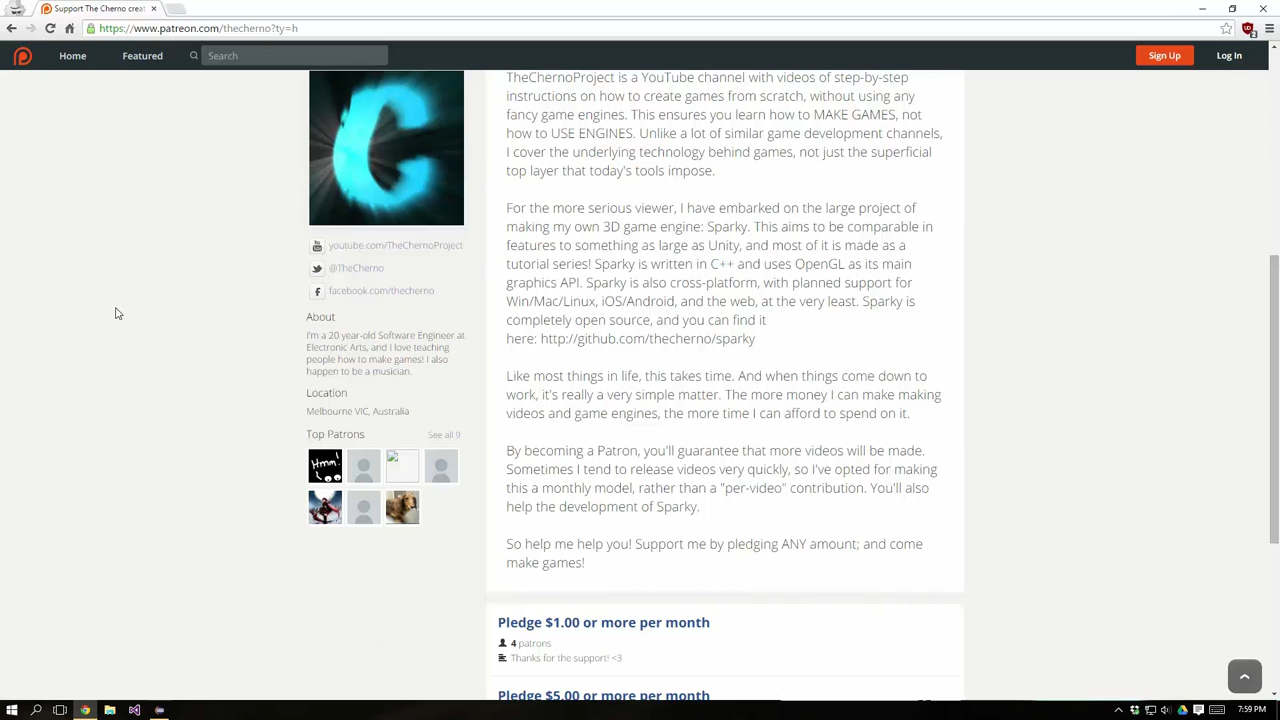 Support The Cherno creat
https://www.patreon.com/thecherno?ty=h
Home
Featured
Search
Sign Up
Log In
TheChernoProject is a YouTube channel with videos of step-by-step
instructions on how to create games from scratch, without using any
fancy game engines. This ensures you learn how to MAKE GAMES, not
how to USE ENGINES. Unlike a lot of similar game development channels,
I cover the underlying technology behind games, not just the superficial
top layer that today's tools impose.
For the more serious viewer, I have embarked on the large project of
making my own 3D game engine: Sparky. This aims to be comparable in
features to something as large as Unity, and most of it is made as a
tutorial series! Sparky is written in C++ and uses OpenGL as its main
graphics API. Sparky is also cross-platform, with planned support for
Win/Mac/Linux, iOS/Android, and the web, at the very least. Sparky is
completely open source, and you can find it
here: http://github.com/thecherno/sparky
Like most things in life, this takes time. And when things come down to
work, it's really a very simple matter. The more money I can make making
videos and game engines, the more time I can afford to spend on it.
By becoming a Patron, you'll guarantee that more videos will be made.
Sometimes I tend to release videos very quickly, so I've opted for making
this a monthly model, rather than a "per-video" contribution. You'll also
help the development of Sparky.
So help me help you! Support me by pledging ANY amount; and come
make games!
youtube.com/TheChernoProject
@TheCherno
facebook.com/thecherno
About
I'm a 20 year-old Software Engineer at
Electronic Arts, and I love teaching
people how to make games! I also
happen to be a musician.
Location
Melbourne VIC, Australia
Top Patrons
See all 9
Hmm!
Pledge $1.00 or more per month
4 patrons
Thanks for the support! <3
Pledge $5.00 or more per month
7:59 PM